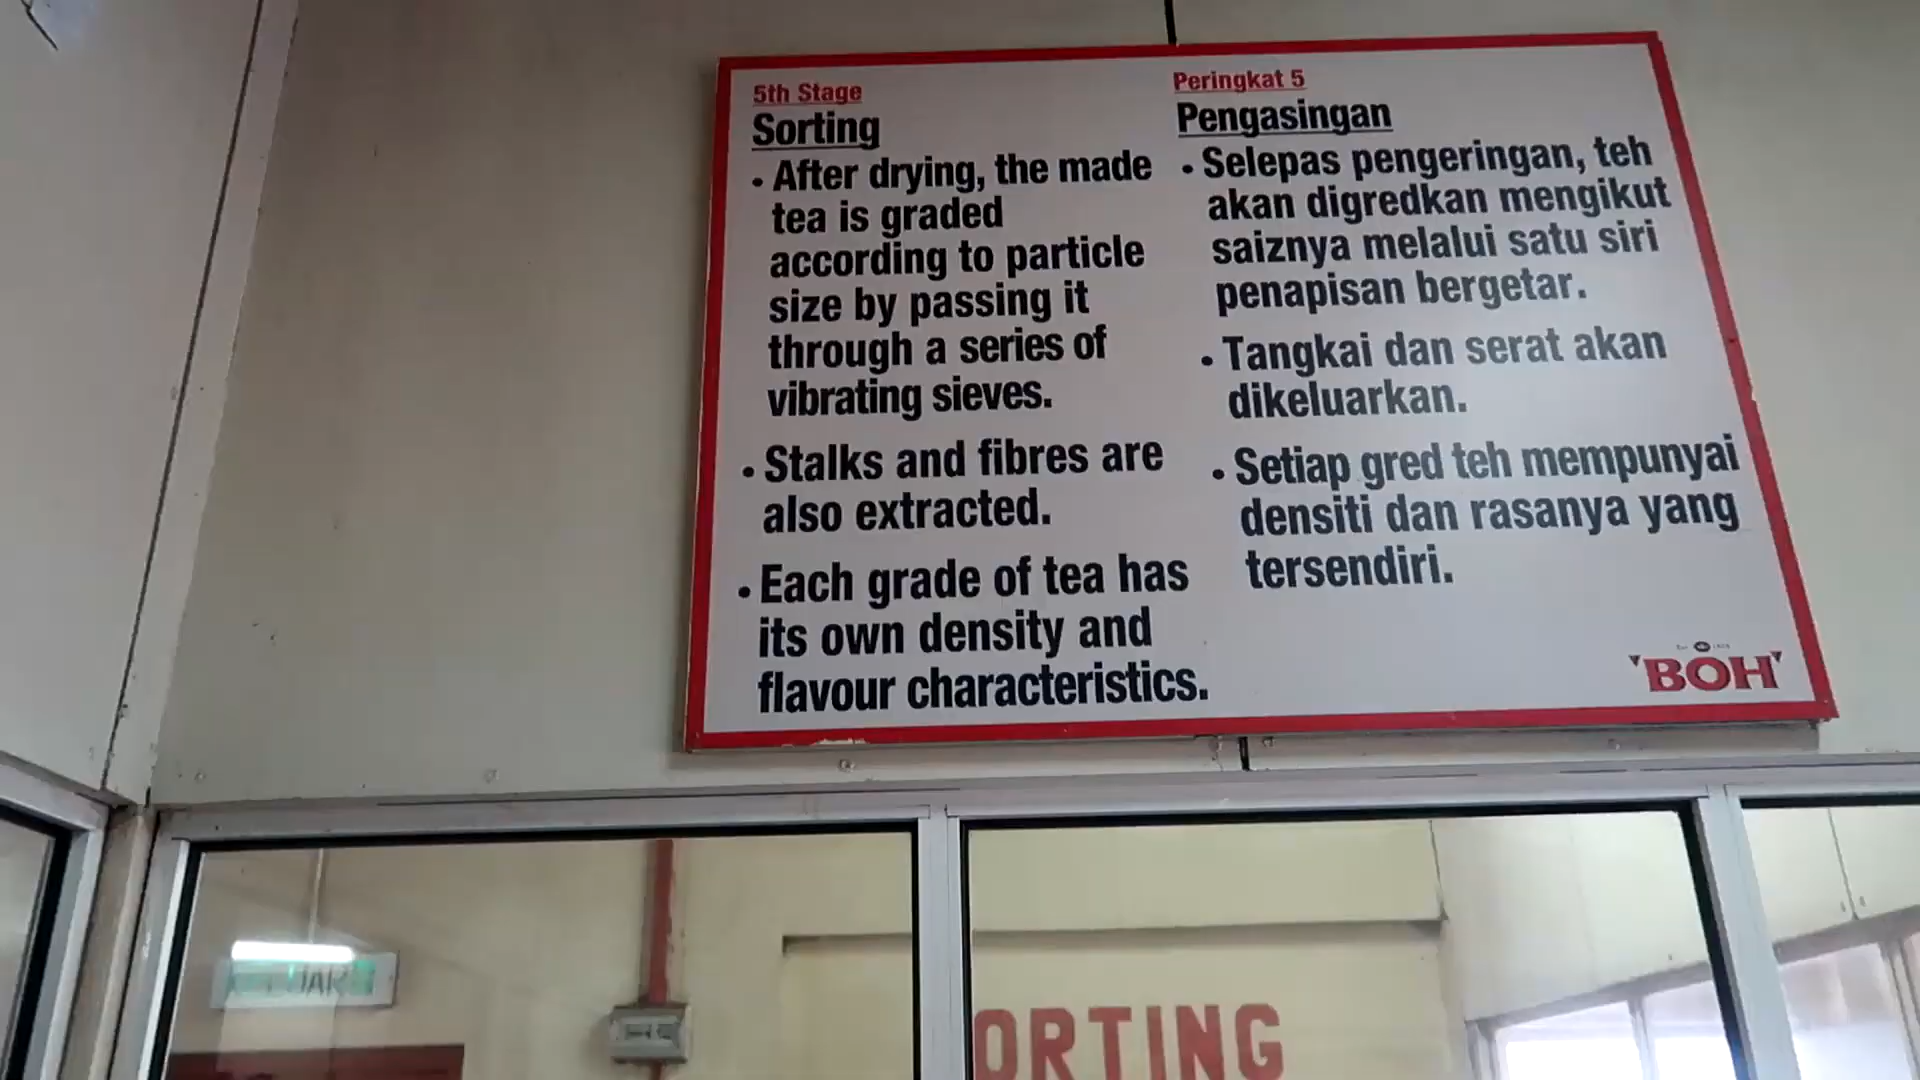 5th Stage
Sorting
• After drying, the made
tea is graded
according to particle
size by passing it
through a series of
vibrating sieves.
• Stalks and fibres are
also extracted.
• Each grade of tea has
its own density and
flavour characteristics.
Peringkat 5
Pengasingan
• Selepas pengeringan, teh
akan digredkan mengikut
saiznya melalui satu siri
penapisan bergetar.
• Tangkai dan serat akan
dikeluarkan.
• Setiap gred teh mempunyai
densiti dan rasanya yang
tersendiri.
'BOH'
ORTING